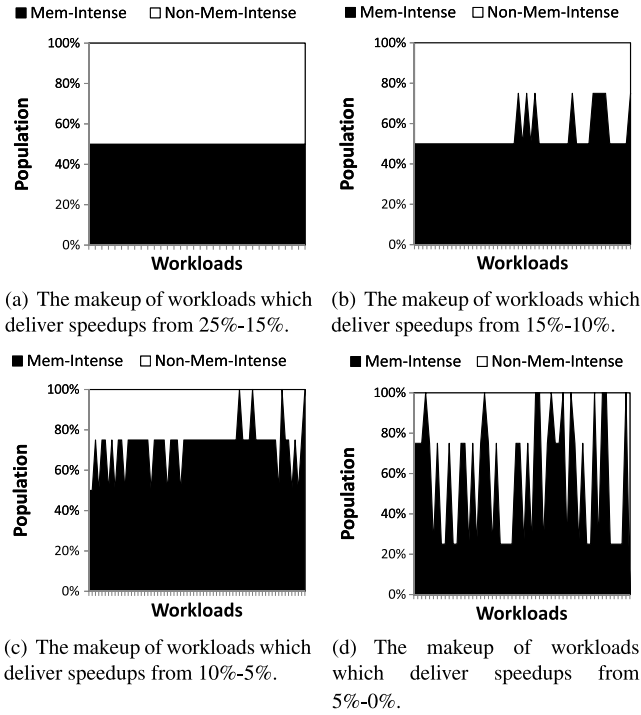 Mem-Intense Non-Mem-Intense
Mem-Intense Non-Mem-Intense
100%
80%
60%
40%
20%
0%
Population
Workloads
100%
80%
60%
40%
20%
0%
Population
Workloads
(a) The makeup of workloads which
deliver speedups from 25%-15%.
(b) The makeup of workloads which
deliver speedups from 15%-10%.
Mem-Intense Non-Mem-Intense
Mem-Intense Non-Mem-Intense
100%
80%
60%
40%
20%
0%
Population
Workloads
100%
80%
60%
40%
20%
0%
Population
Workloads
(c) The makeup of workloads which
deliver speedups from 10%-5%.
(d) The makeup of workloads
which deliver speedups from
5%-0%.